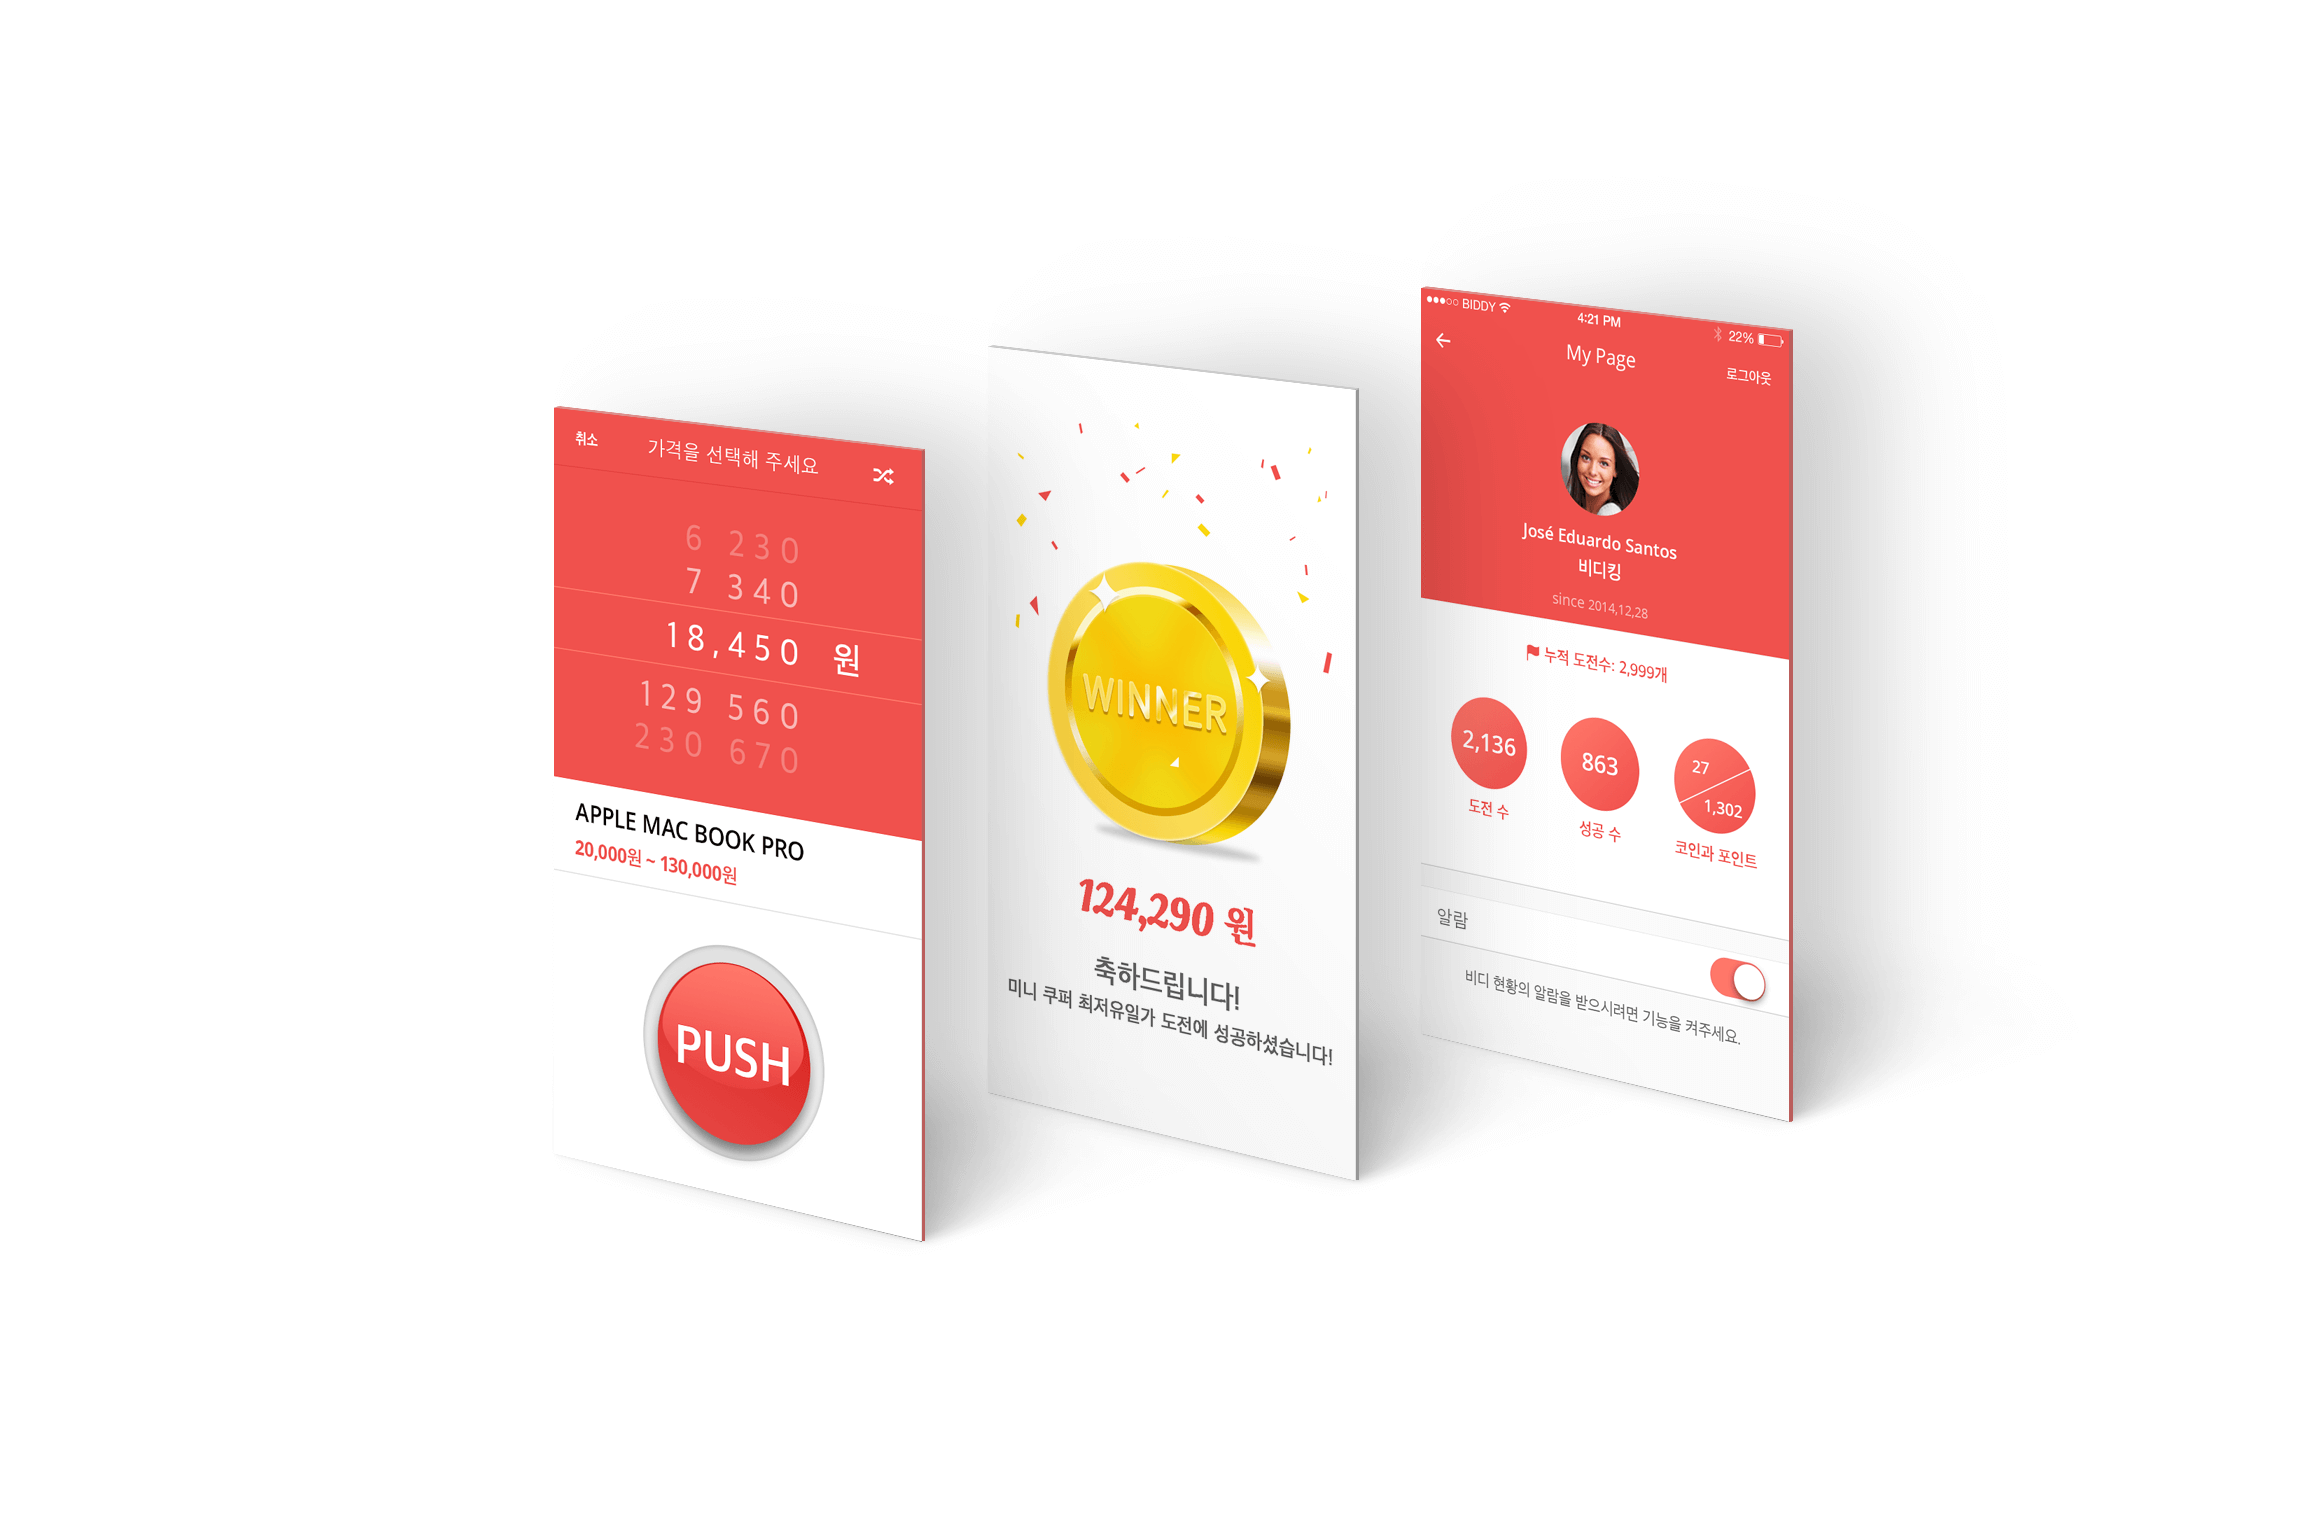 취소
가격을 선택해 주세요
6 230
7 340
18,450 원
129 560
230 670
APPLE MAC BOOK PRO
20,000원 ~ 130,000원
PUSH
WINNER
124,290 원
축하드립니다!
미니 쿠퍼 최저유일가 도전에 성공하셨습니다!
BIDDY
4:21 PM
22%
My Page
로그아웃
José Eduardo Santos
비디킹
since 2014,12,28
누적 도전수: 2,999개
2,136
도전 수
863
성공 수
27
1,302
코인과 포인트
알람
비디 현황의 알람을 받으시려면 기능을 켜주세요.